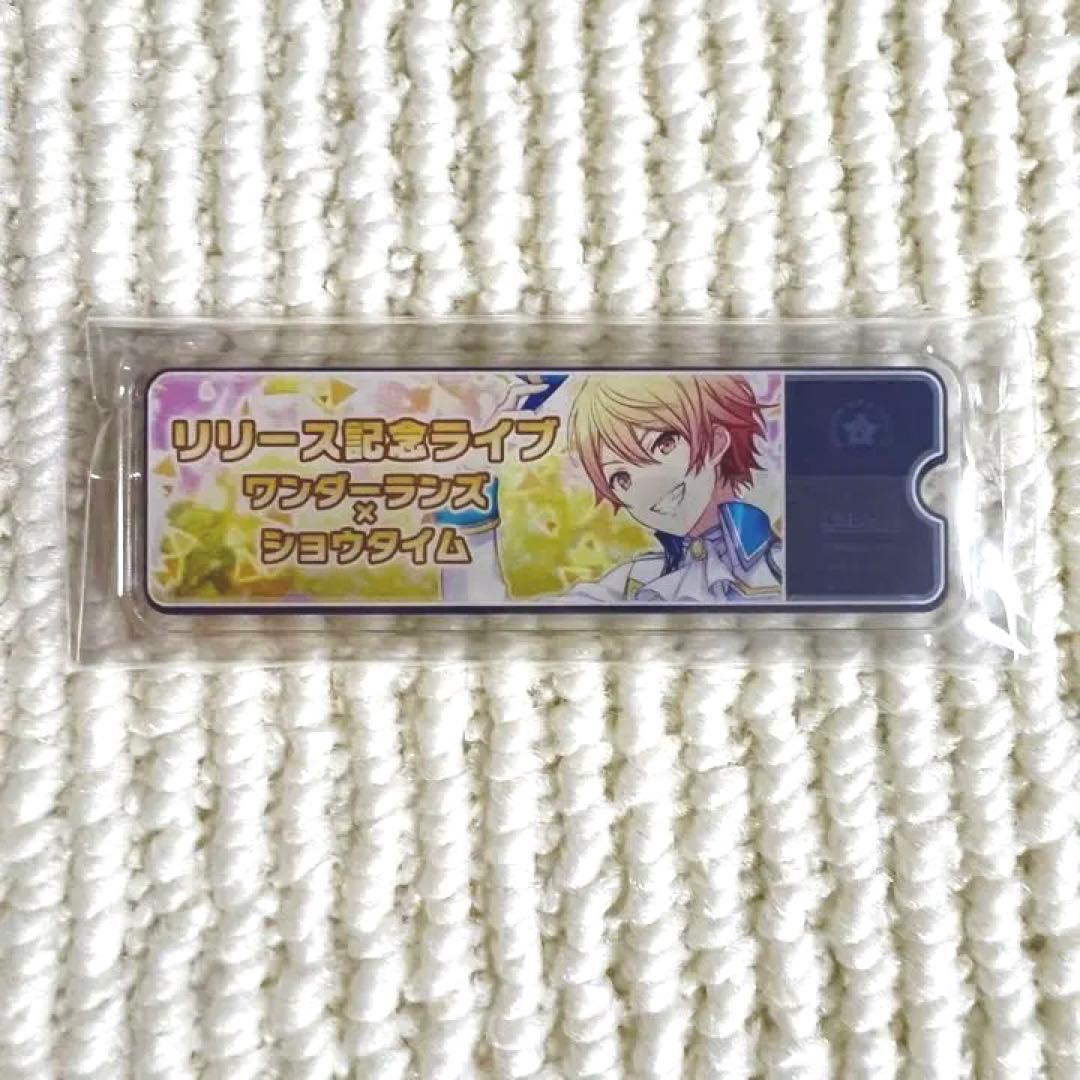 リリース記念ライブ
ワンダーランズ
×
ショウタイム